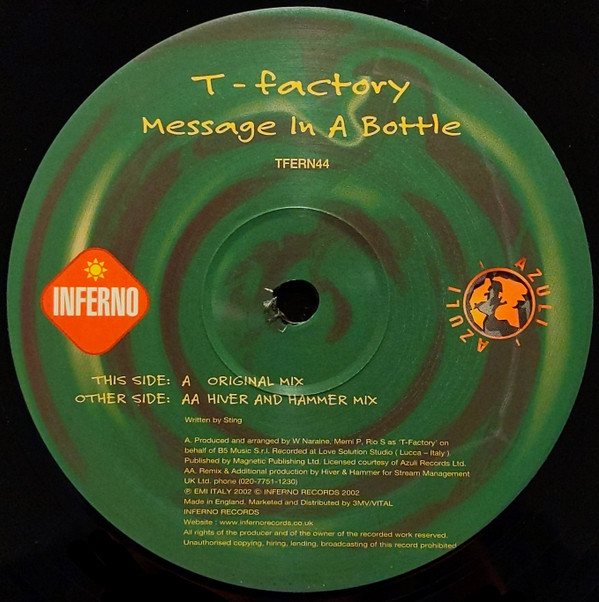 T-factory
Message In A Bottle
TFERN44
INFERNO
AZULI - AZULI - AZULI
THIS SIDE: A ORIGINAL MIX
OTHER SIDE: AA HIVER AND HAMMER MIX
Written by Sting
A. Produced and arranged by W Naraine, Memi P, Rio S as 'T-Factory' on
behalf of B5 Music S.r.l, Recorded at Love Solution Studio ( Lucca – Italy ).
Published by Magnetic Publishing Ltd. Licensed courtesy of Azuli Records Ltd.
AA. Remix & Additional production by Hiver & Hammer for Stream Management
UK Ltd. phone (020-7751-1230)
℗ EMI ITALY 2002 © INFERNO RECORDS 2002
Made in England, Marketed and Distributed by 3MV/VITAL
INFERNO RECORDS
Website : www.infernorecords.co.uk
All rights of the producer and of the owner of the recorded work reserved.
Unauthorised copying, hiring, lending, broadcasting of this record prohibited